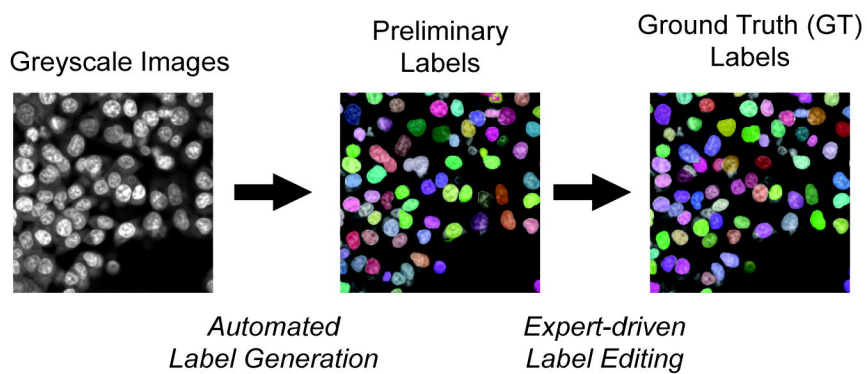 Greyscale Images
Preliminary
Labels
Ground Truth (GT)
Labels
Automated
Label Generation
Expert-driven
Label Editing